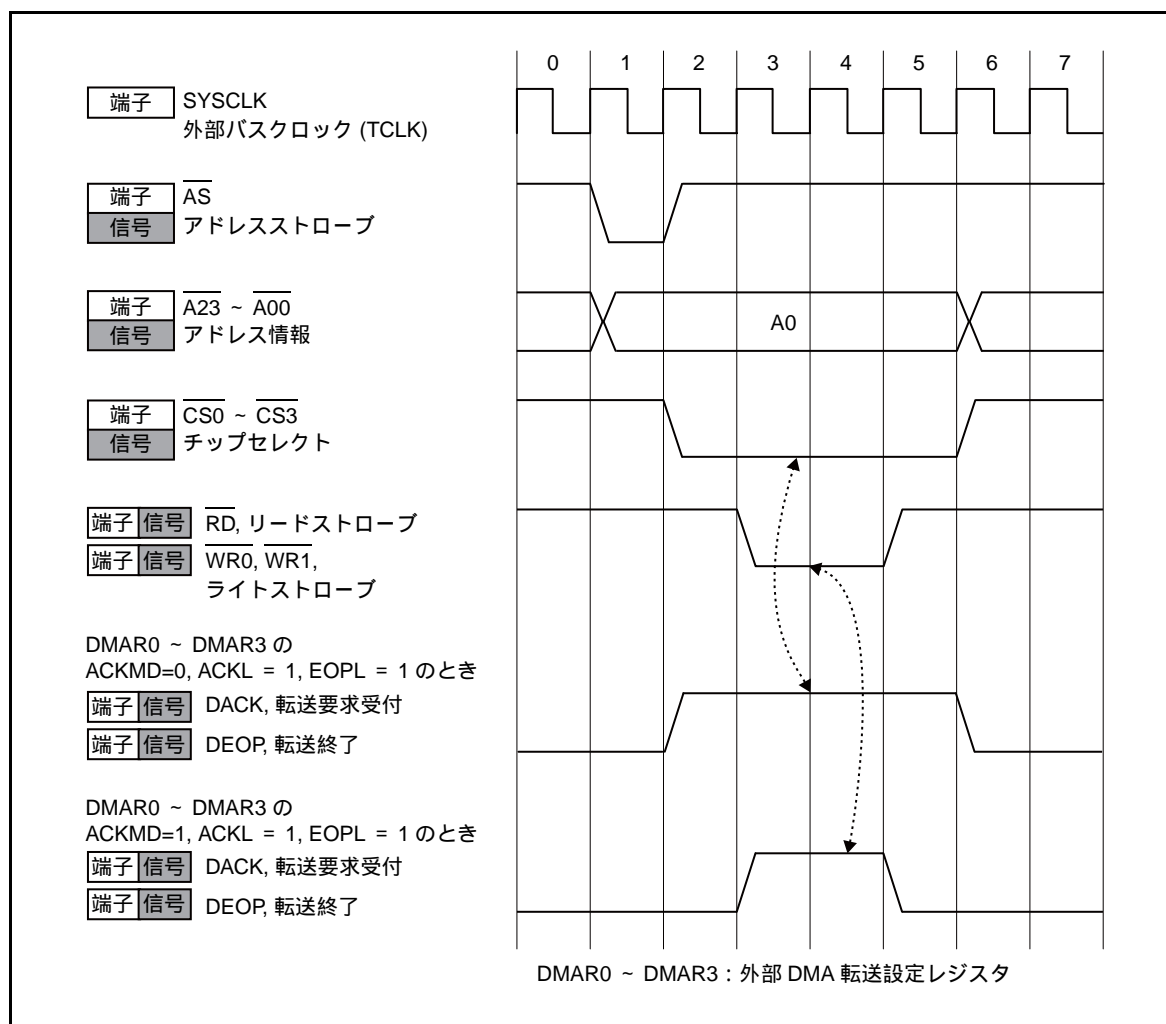 0 1 2 3 4 5 6 7
端子 SYSCLK
外部バスクロック (TCLK)
端子 AS
信号 アドレスストローブ
端子 A23 ~ A00
信号 アドレス情報
A0
端子 CS0 ~ CS3
信号 チップセレクト
端子 信号 RD, リードストローブ
端子 信号 WR0, WR1,
ライトストローブ
DMAR0 ~ DMAR3 の
ACKMD=0, ACKL = 1, EOPL = 1 のとき
端子 信号 DACK, 転送要求受付
端子 信号 DEOP, 転送終了
DMAR0 ~ DMAR3 の
ACKMD=1, ACKL = 1, EOPL = 1 のとき
端子 信号 DACK, 転送要求受付
端子 信号 DEOP, 転送終了
DMAR0 ~ DMAR3 : 外部 DMA 転送設定レジスタ